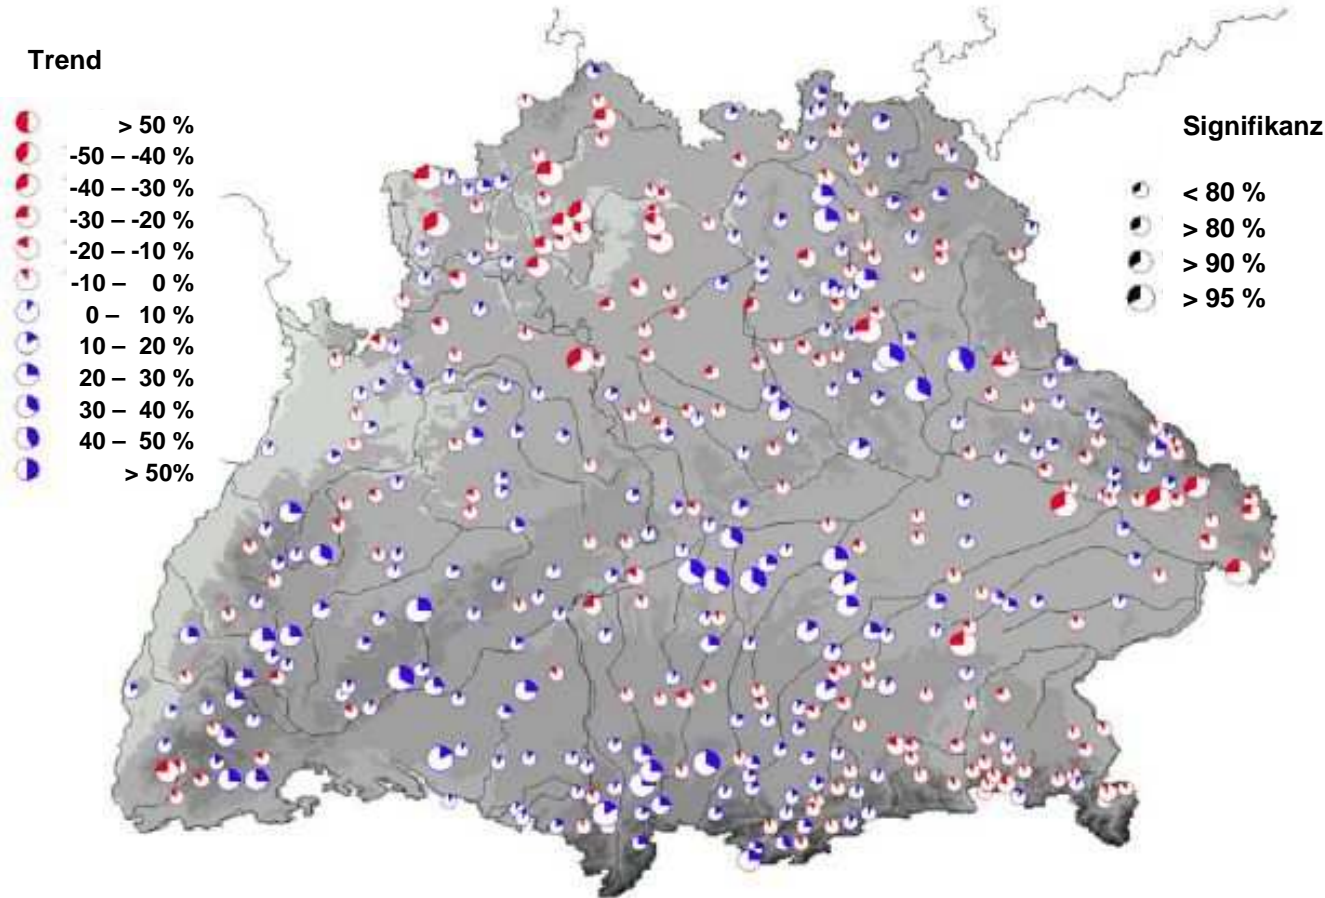 Trend
> 50 %
-50 – -40 %
-40 – -30 %
-30 – -20 %
-20 – -10 %
-10 – 0 %
0 – 10 %
10 – 20 %
20 – 30 %
30 – 40 %
40 – 50 %
> 50%
Signifikanz
< 80 %
> 80 %
> 90 %
> 95 %